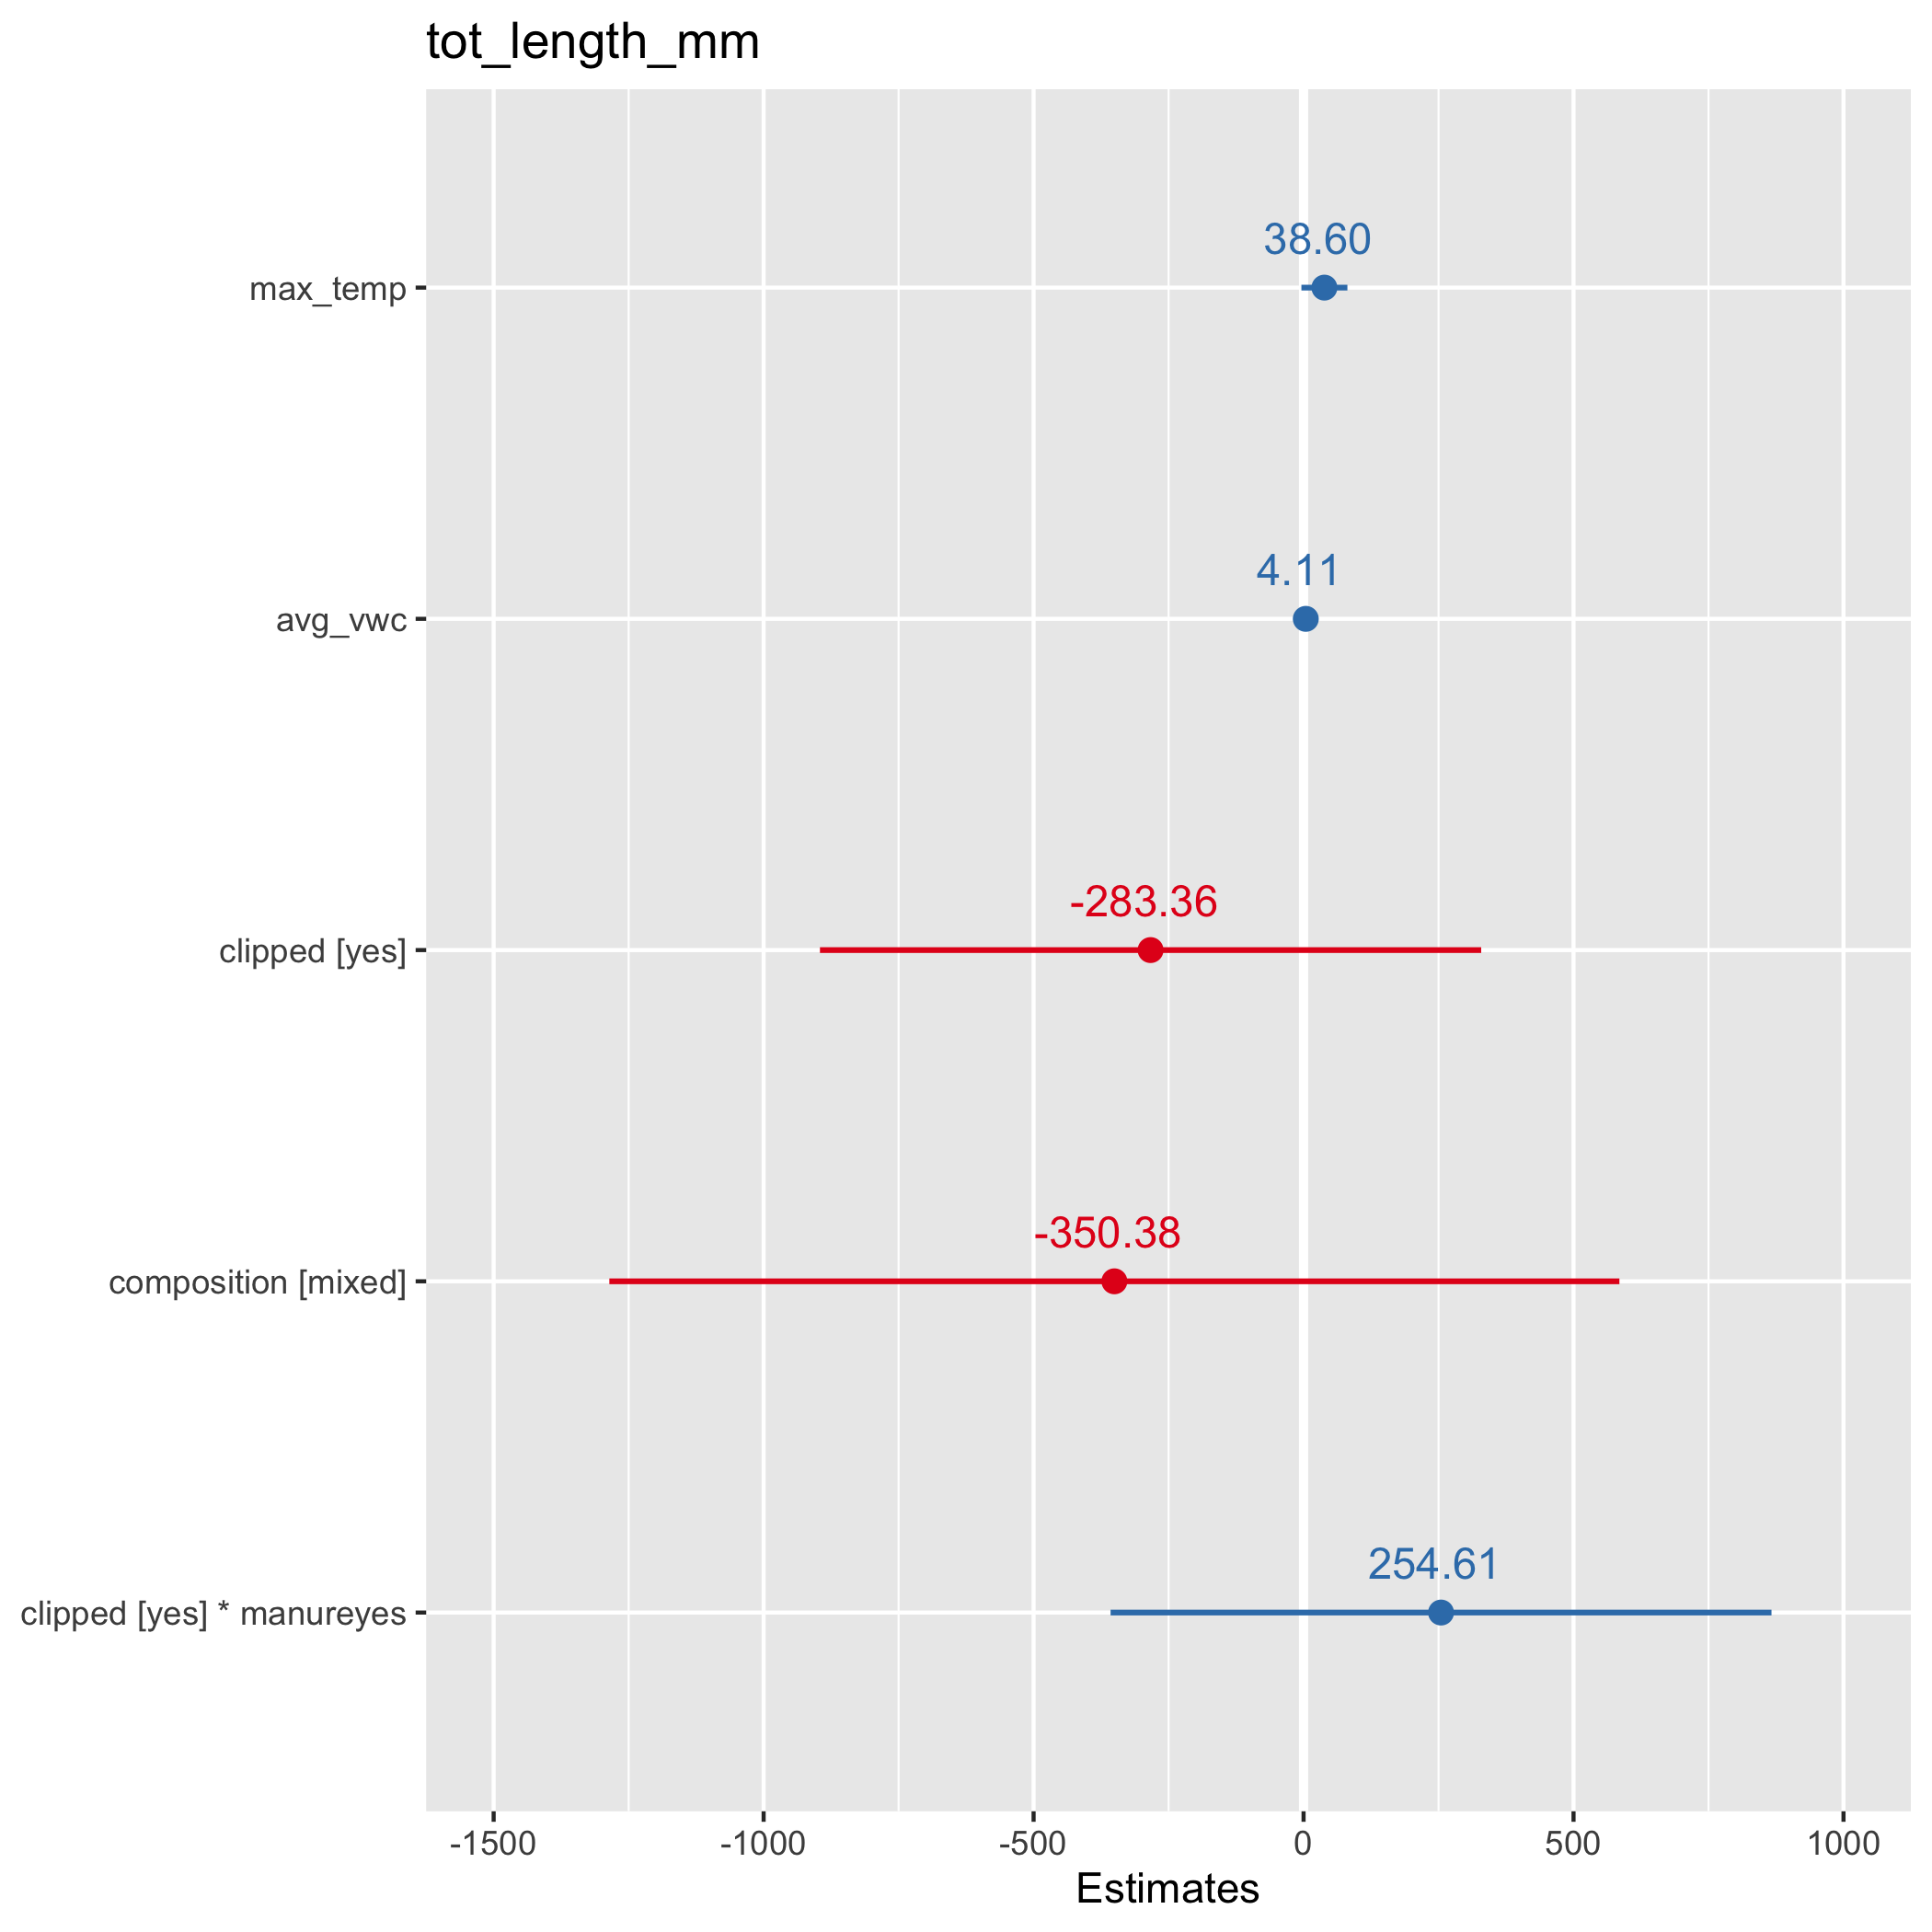 tot_length_mm
max_temp
38.60
avg_vwc
4.11
clipped [yes]
-283.36
composition [mixed]
-350.38
clipped [yes] * manureyes
254.61
-1500 -1000 -500 0 500 1000
Estimates